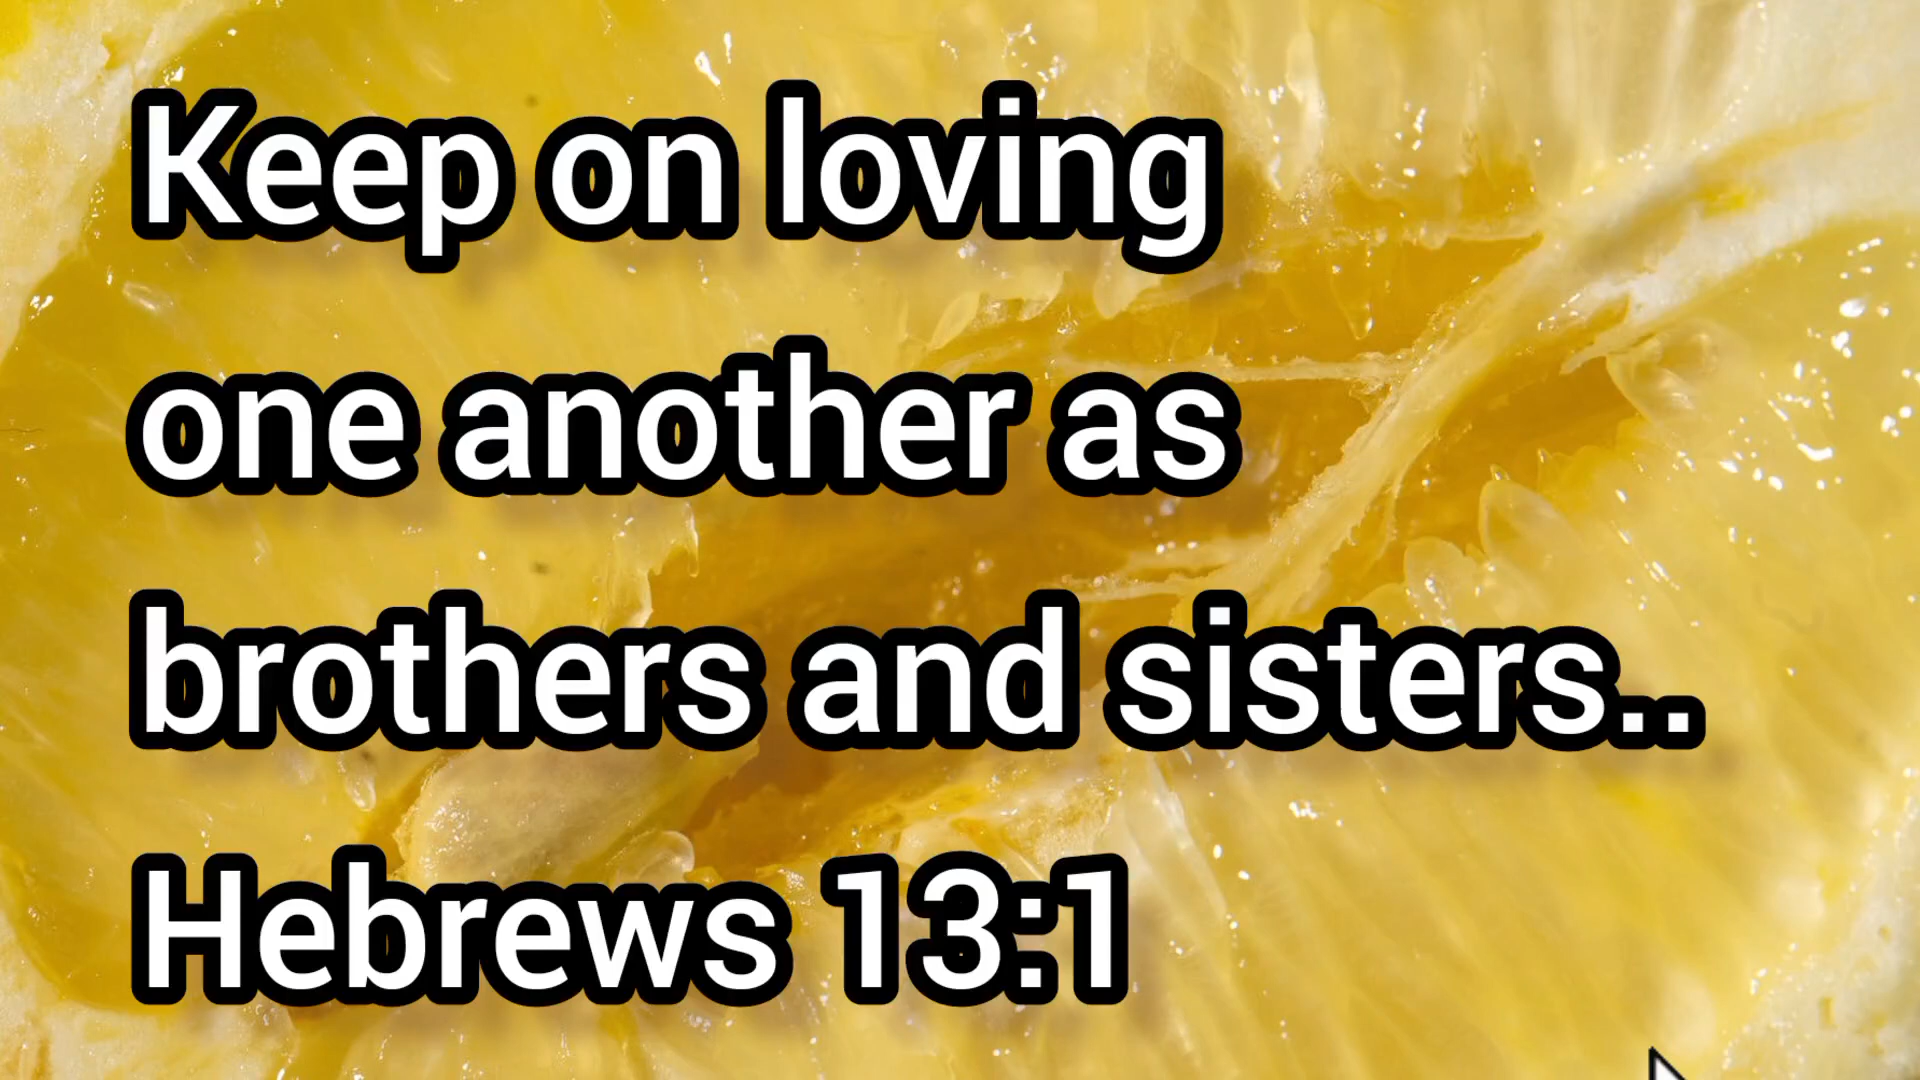 Keep on loving
one another as
brothers and sisters..
Hebrews 13:1